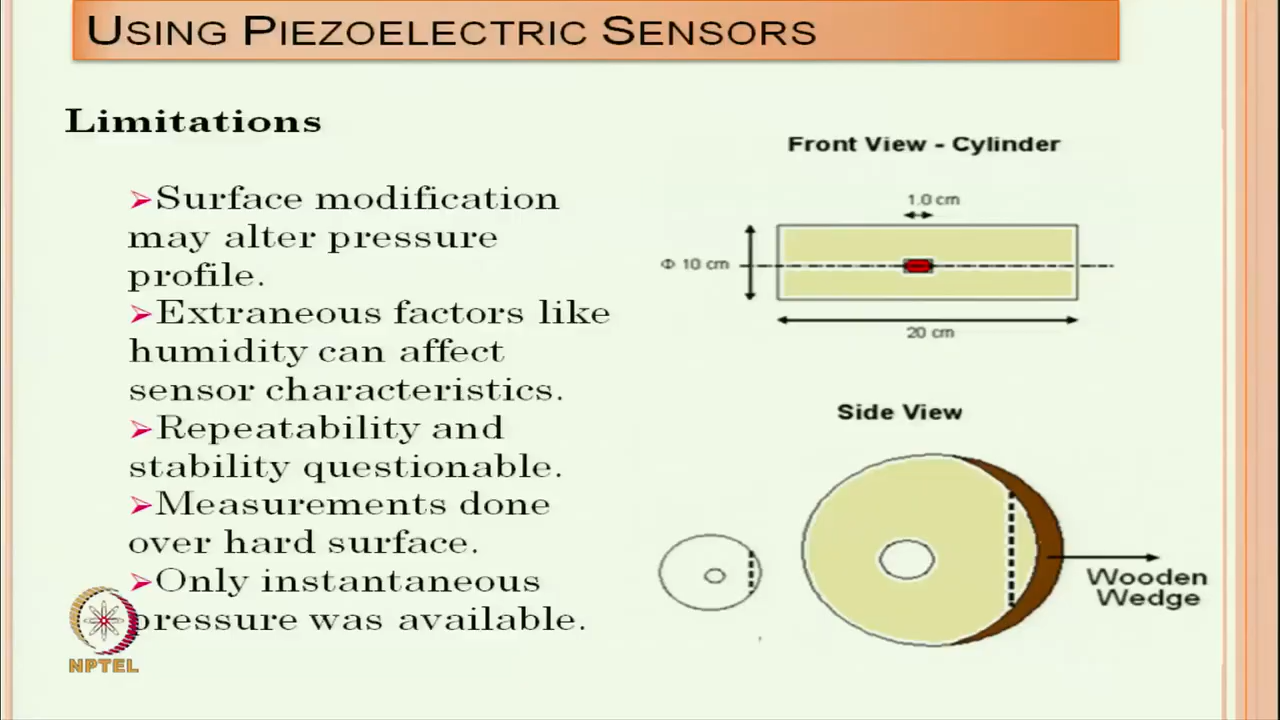 USING PIEZOELECTRIC SENSORS
Limitations
➢Surface modification
may alter pressure
profile.
➢Extraneous factors like
humidity can affect
sensor characteristics.
➢Repeatability and
stability questionable.
➢Measurements done
over hard surface.
➢Only instantaneous
pressure was available.
Front View - Cylinder
1.0 cm
Φ 10 cm
20 cm
Side View
Wooden
Wedge
NPTEL